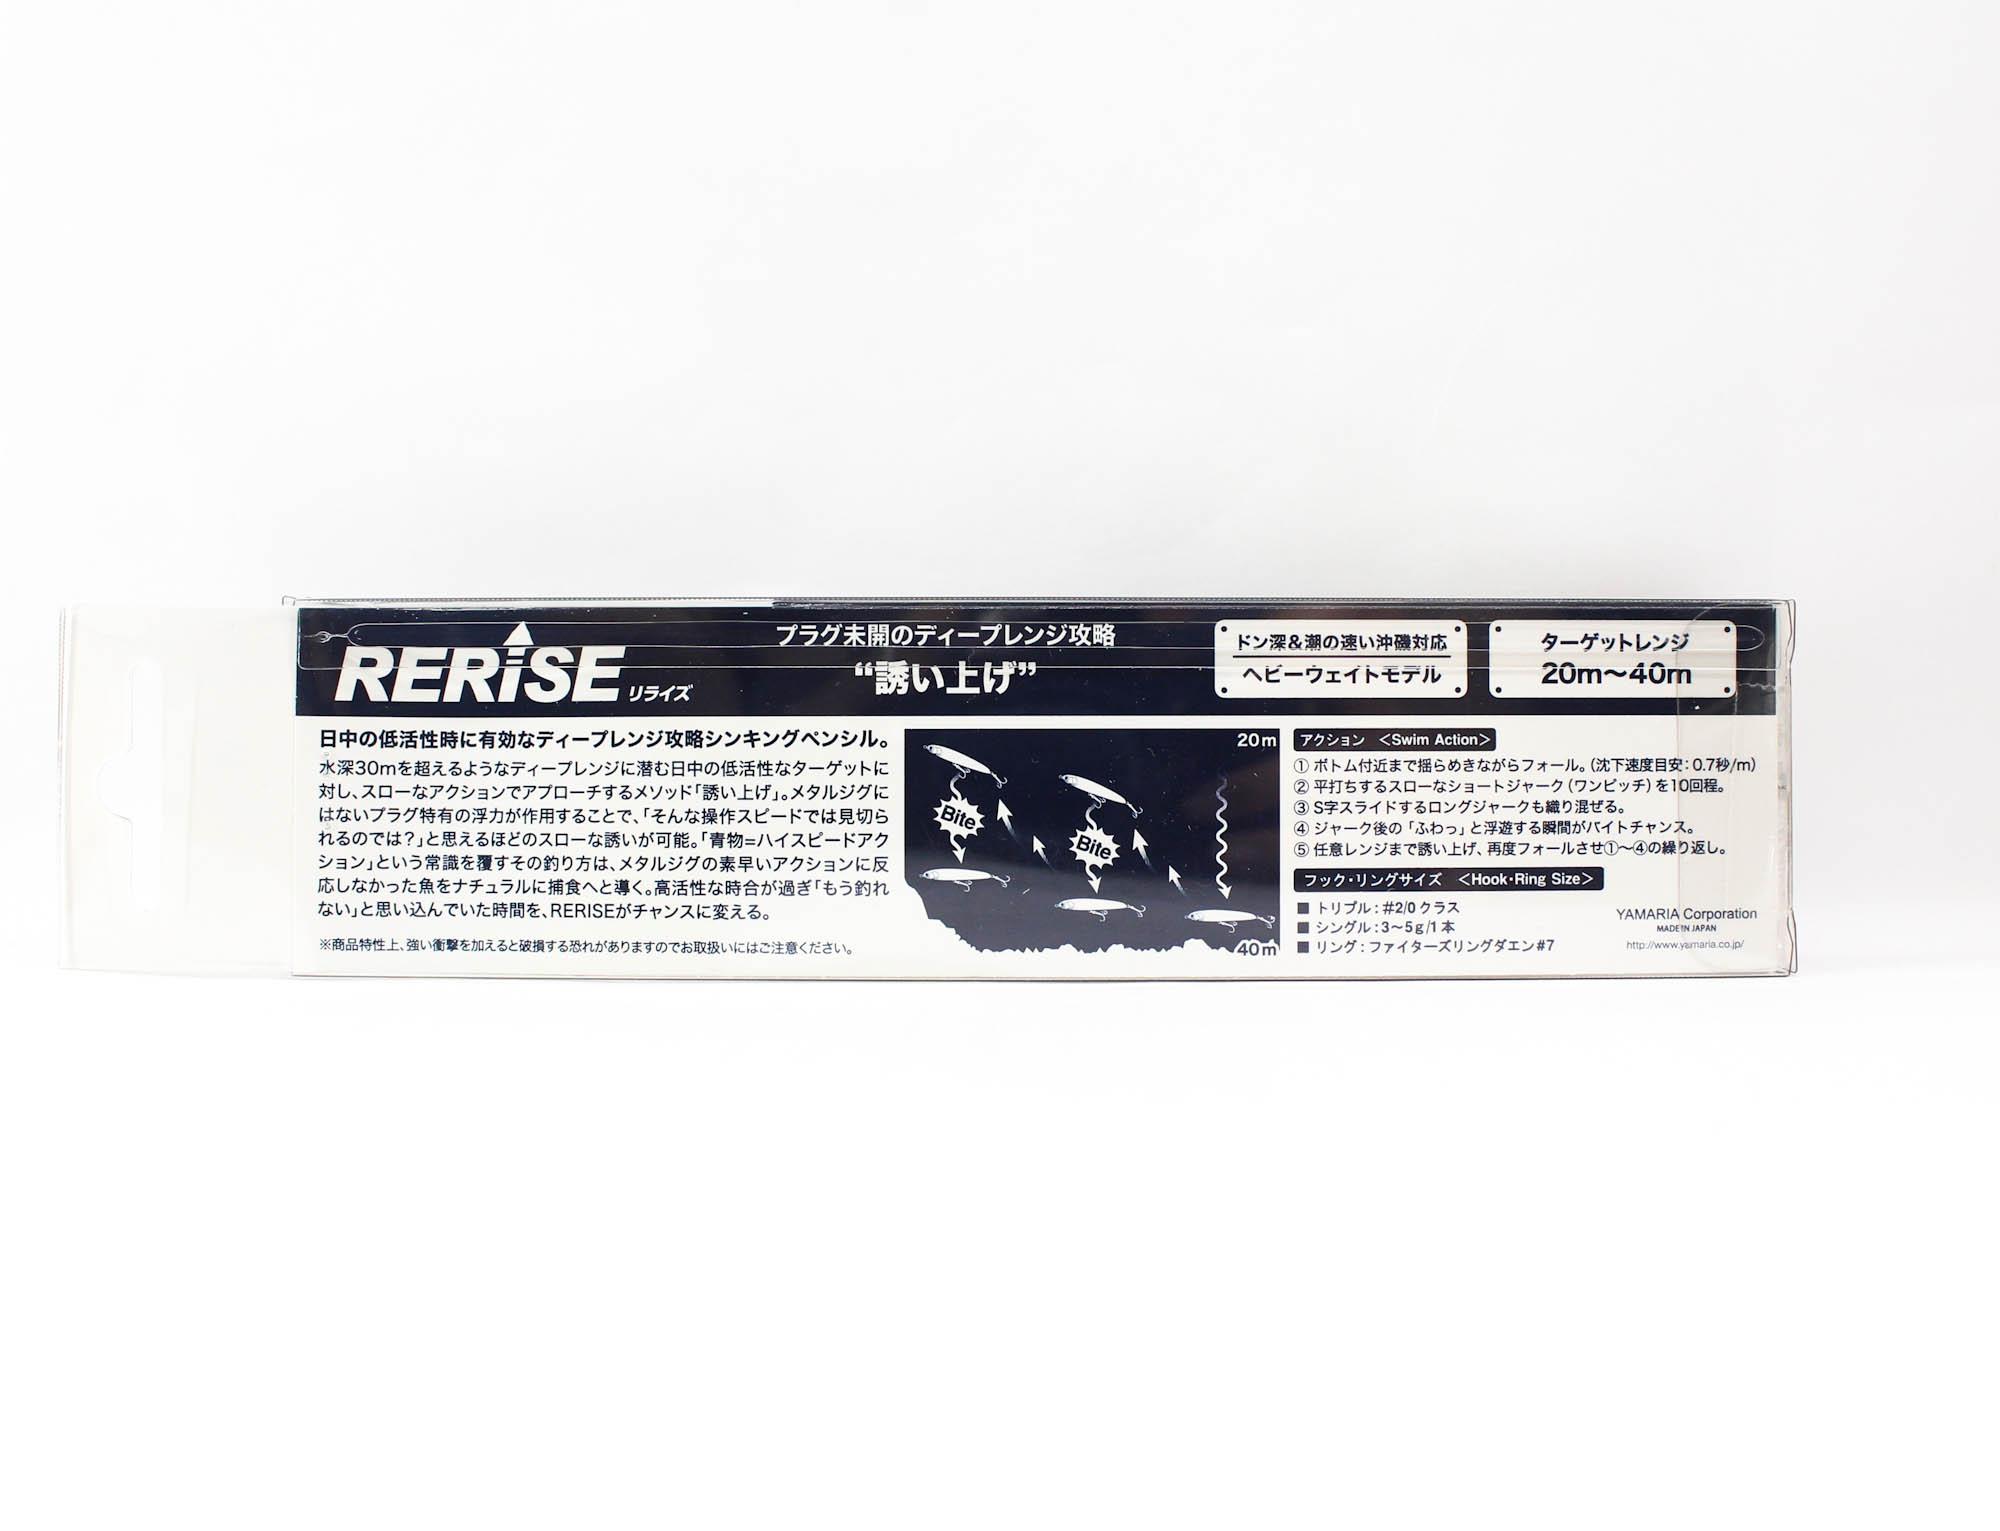 RERiSE リライズ
プラグ未開のディープレンジ攻略
“誘い上げ”
ドン深&潮の速い沖磯対応
ヘビーウェイトモデル
ターゲットレンジ
20m～40m
日中の低活性時に有効なディープレンジ攻略シンキングペンシル。
水深30mを超えるようなディープレンジに潜む日中の低活性なターゲットに
対し、スローなアクションでアプローチするメソッド「誘い上げ」。メタルジグに
はないプラグ特有の浮力が作用することで、「そんな操作スピードでは見切ら
れるのでは？」と思えるほどのスローな誘いが可能。「青物=ハイスピードアク
ション」という常識を覆すその釣り方は、メタルジグの素早いアクションに反
応しなかった魚をナチュラルに捕食へと導く。高活性な時合が過ぎ「もう釣れ
ない」と思い込んでいた時間を、RERISEがチャンスに変える。
※商品特性上、強い衝撃を加えると破損する恐れがありますのでお取扱いにはご注意ください。
20m
Bite
Bite
40m
アクション ＜Swim Action＞
① ボトム付近まで揺らめきながらフォール。（沈下速度目安：0.7秒/m）
② 平打ちするスローなショートジャーク（ワンピッチ）を10回程。
③ S字スライドするロングジャークも織り混ぜる。
④ ジャーク後の「ふわっ」と浮遊する瞬間がバイトチャンス。
⑤ 任意レンジまで誘い上げ、再度フォールさせ①～④の繰り返し。
フック・リングサイズ ＜Hook・Ring Size＞
■ トリプル：#2/0 クラス
■ シングル：3～5g/1本
■ リング：ファイターズリングダエン#7
YAMARIA Corporation
MADE IN JAPAN
http://www.yamaria.co.jp/